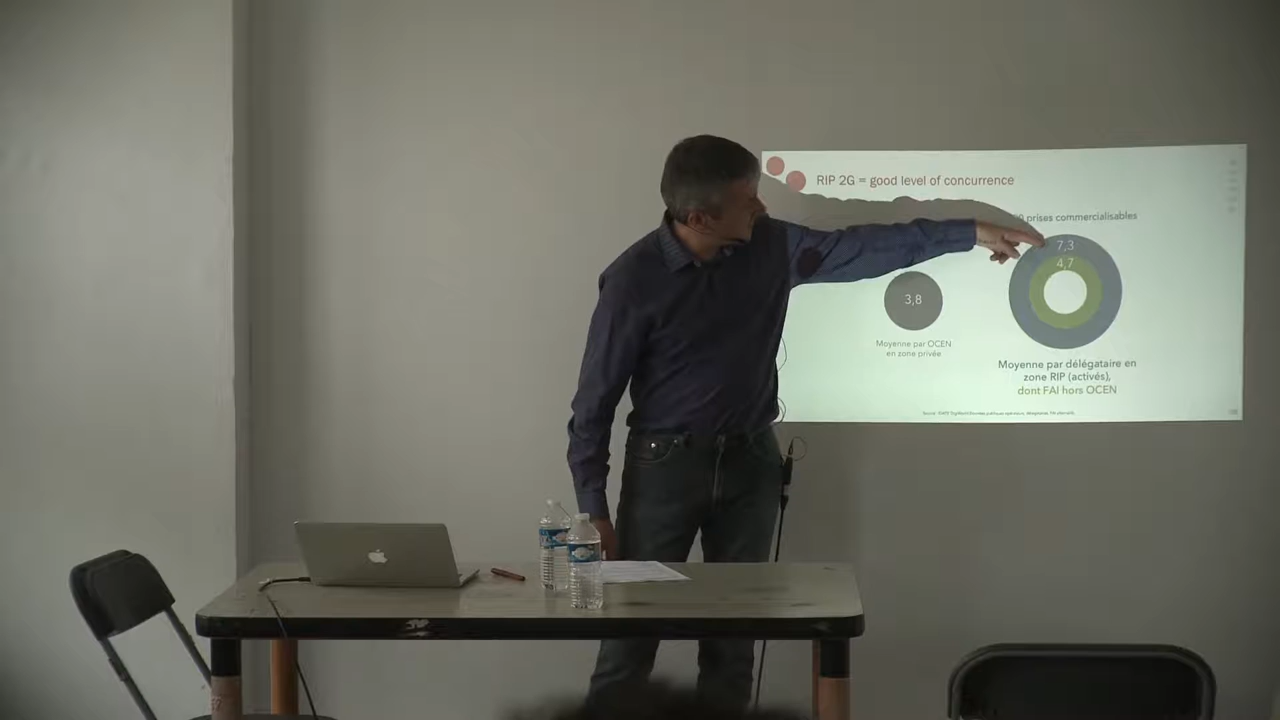 RIP 2G = good level of concurrence
prises commercialisables
7,3
4,7
3,8
Moyenne par OCEN
en zone privée
Moyenne par délégataire en
zone RIP (activés),
dont FAI hors OCEN